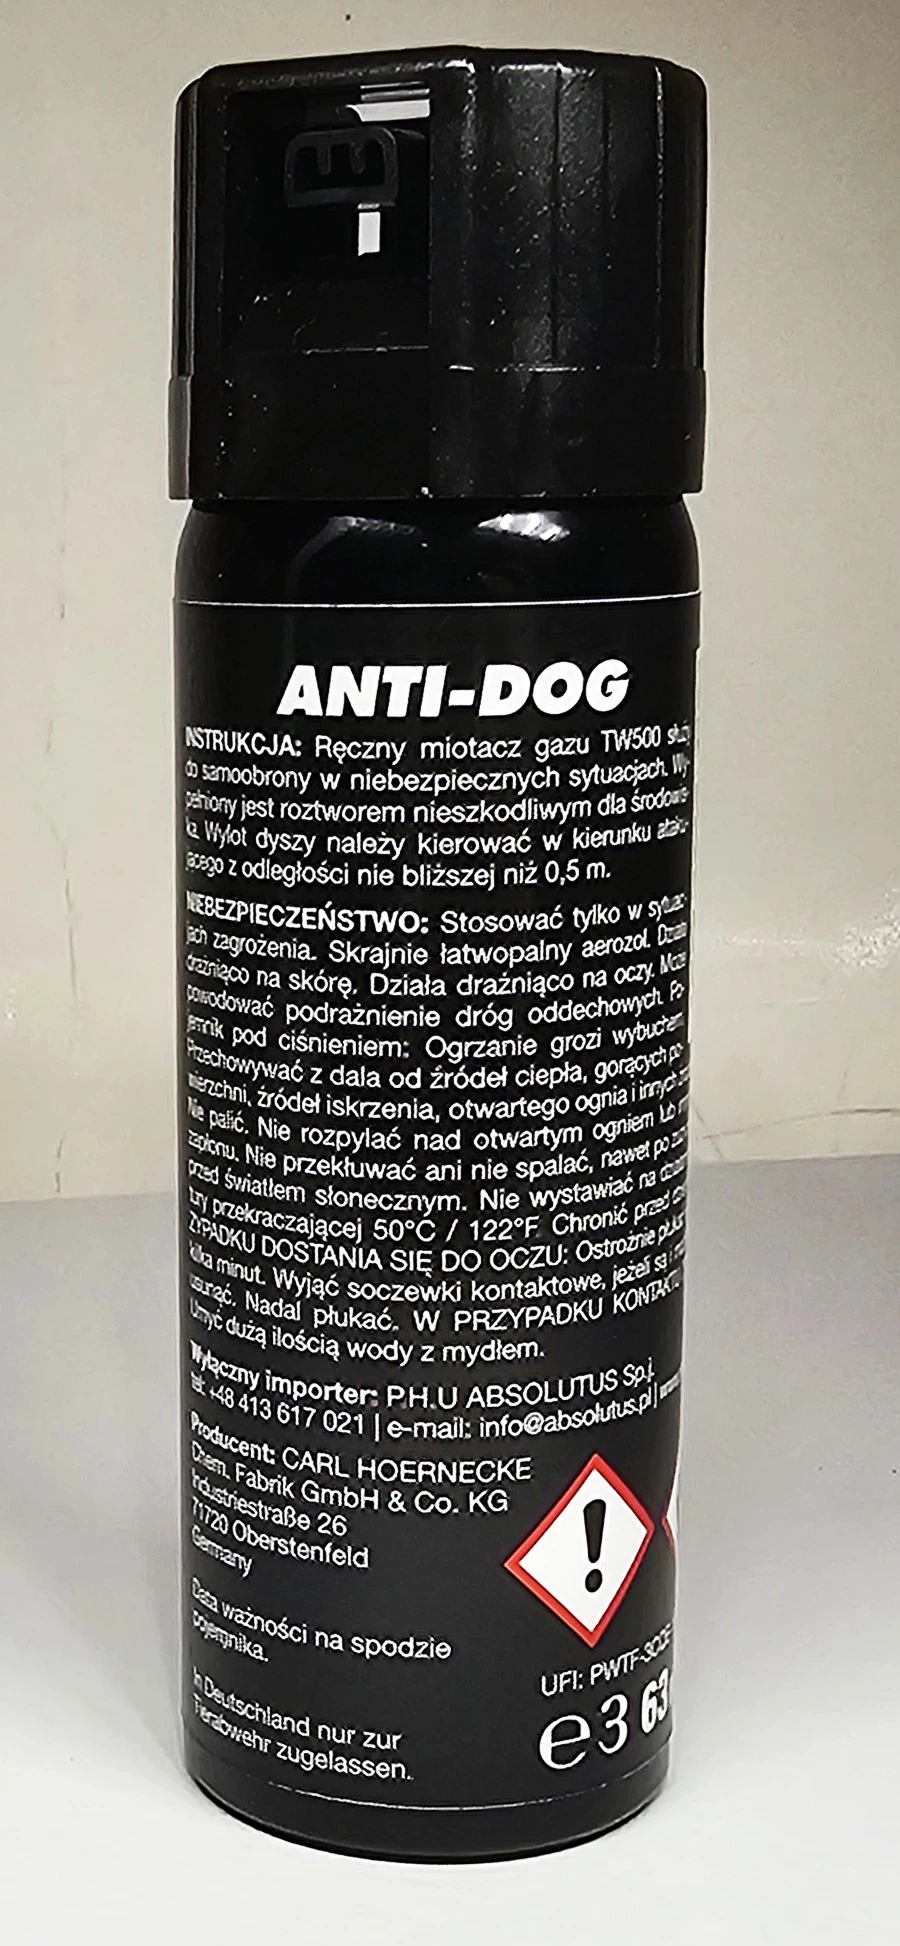 ANTI-DOG
INSTRUKCJA: Ręczny miotacz gazu TW500 służy
do samoobrony w niebezpiecznych sytuacjach. Wy-
pełniony jest roztworem nieszkodliwym dla środowis-
ka. Wylot dyszy należy kierować w kierunku ataku-
jącego z odległości nie bliższej niż 0,5 m.
NIEBEZPIECZEŃSTWO: Stosować tylko w sytuac-
jach zagrożenia. Skrajnie łatwopalny aerozol. Działa
drażniąco na skórę. Działa drażniąco na oczy. Może
powodować podrażnienie dróg oddechowych. Po-
jemnik pod ciśnieniem: Ogrzanie grozi wybuchem.
Przechowywać z dala od źródeł ciepła, gorących po-
wierzchni, źródeł iskrzenia, otwartego ognia i innych
Nie palić. Nie rozpylać nad otwartym ogniem lub
zapłonu. Nie przekłuwać ani nie spalać, nawet po
przed światłem słonecznym. Nie wystawiać na
tury przekraczającej 50°C / 122°F. Chronić przed
ZYPADKU DOSTANIA SIĘ DO OCZU: Ostrożnie płukać
kilka minut. Wyjąć soczewki kontaktowe, jeżeli są i
usunąć. Nadal płukać. W PRZYPADKU KONTAKTU
Umyć dużą ilością wody z mydłem.
Wyłączny importer: P.H.U ABSOLUTUS Sp.j.
tel: +48 413 617 021 | e-mail: info@absolutus.pl |
Producent: CARL HOERNECKE
Chem. Fabrik GmbH & Co. KG
Industriestraße 26
71720 Oberstenfeld
Germany
Data ważności na spodzie
pojemnika.
In Deutschland nur zur
Tierabwehr zugelassen.
UFI: PWTF-
e 3 63